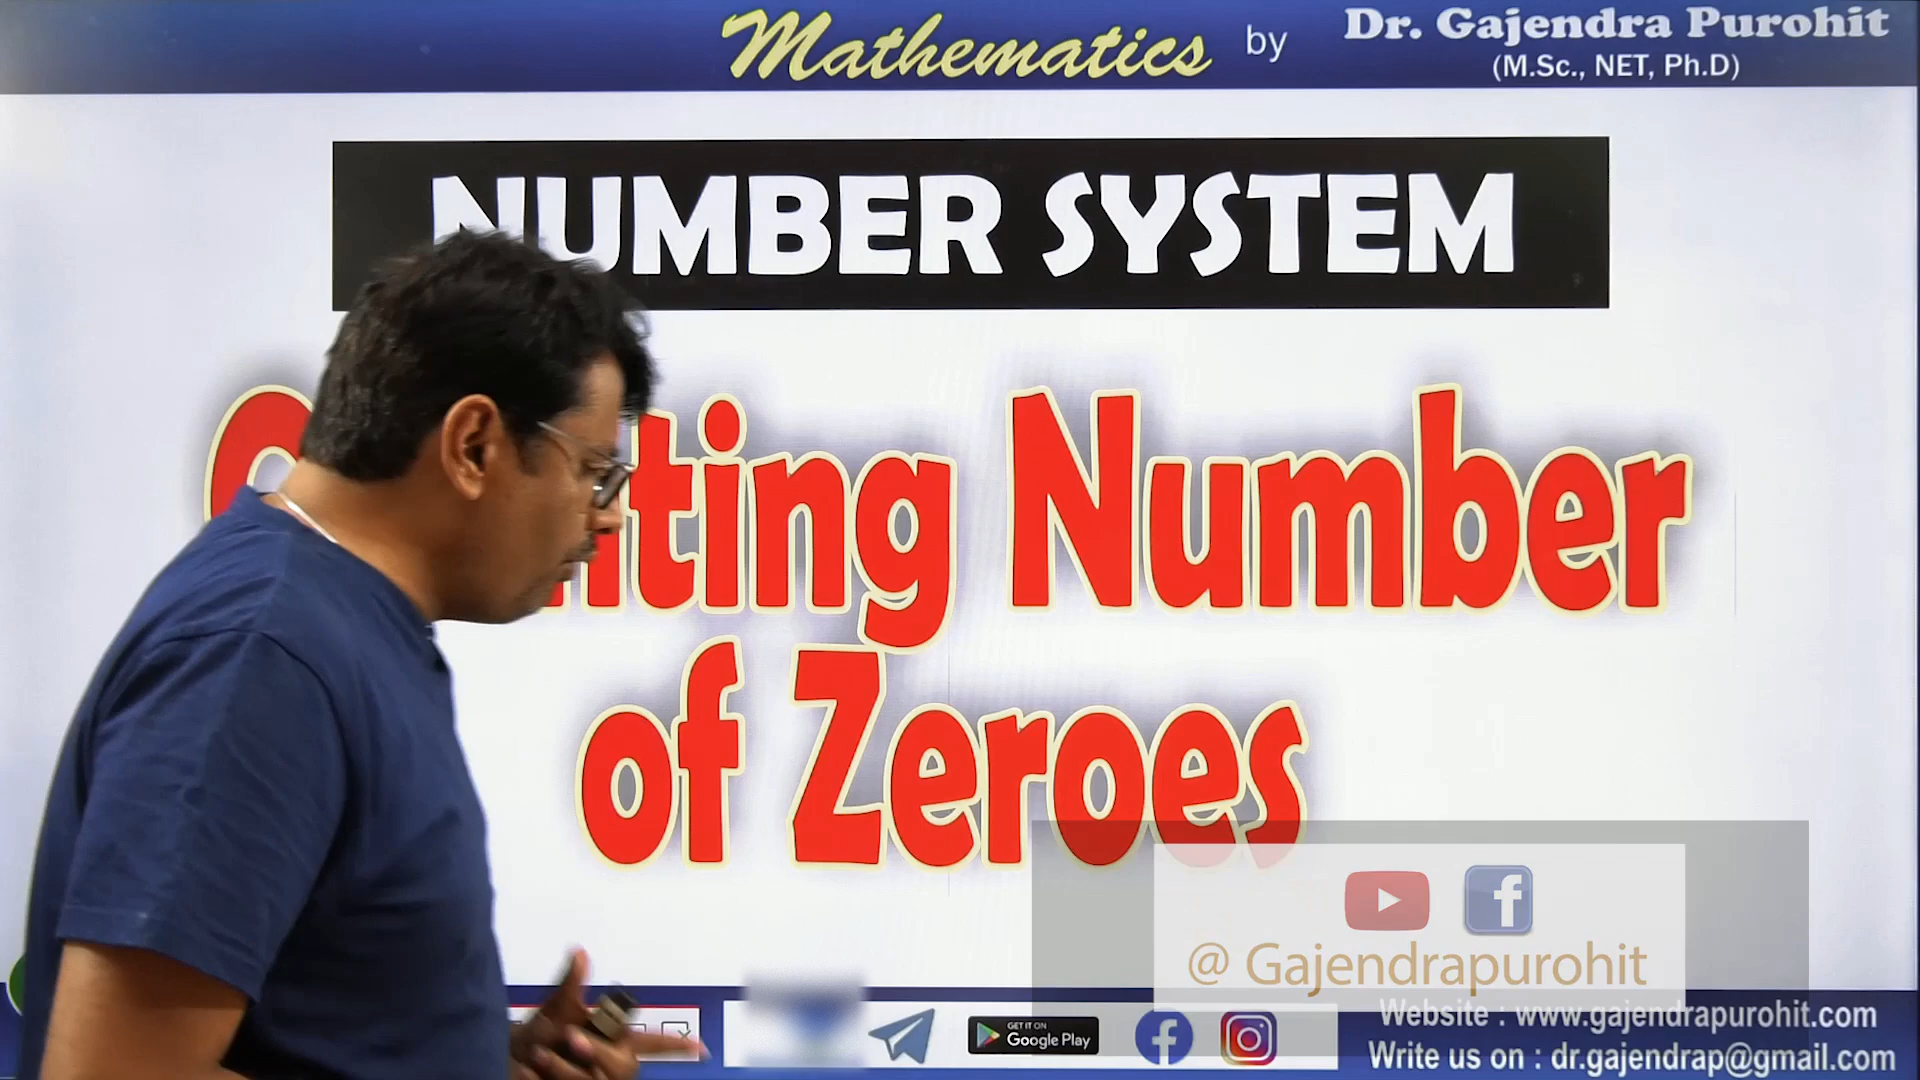 Mathematics by Dr. Gajendra Purohit
(M.Sc., NET, Ph.D)
NUMBER SYSTEM
Number
of Zeroes
@ Gajendrapurohit
GET IT ON
Google Play
Website : www.gajendrapurohit.com
Write us on : dr.gajendrap@gmail.com